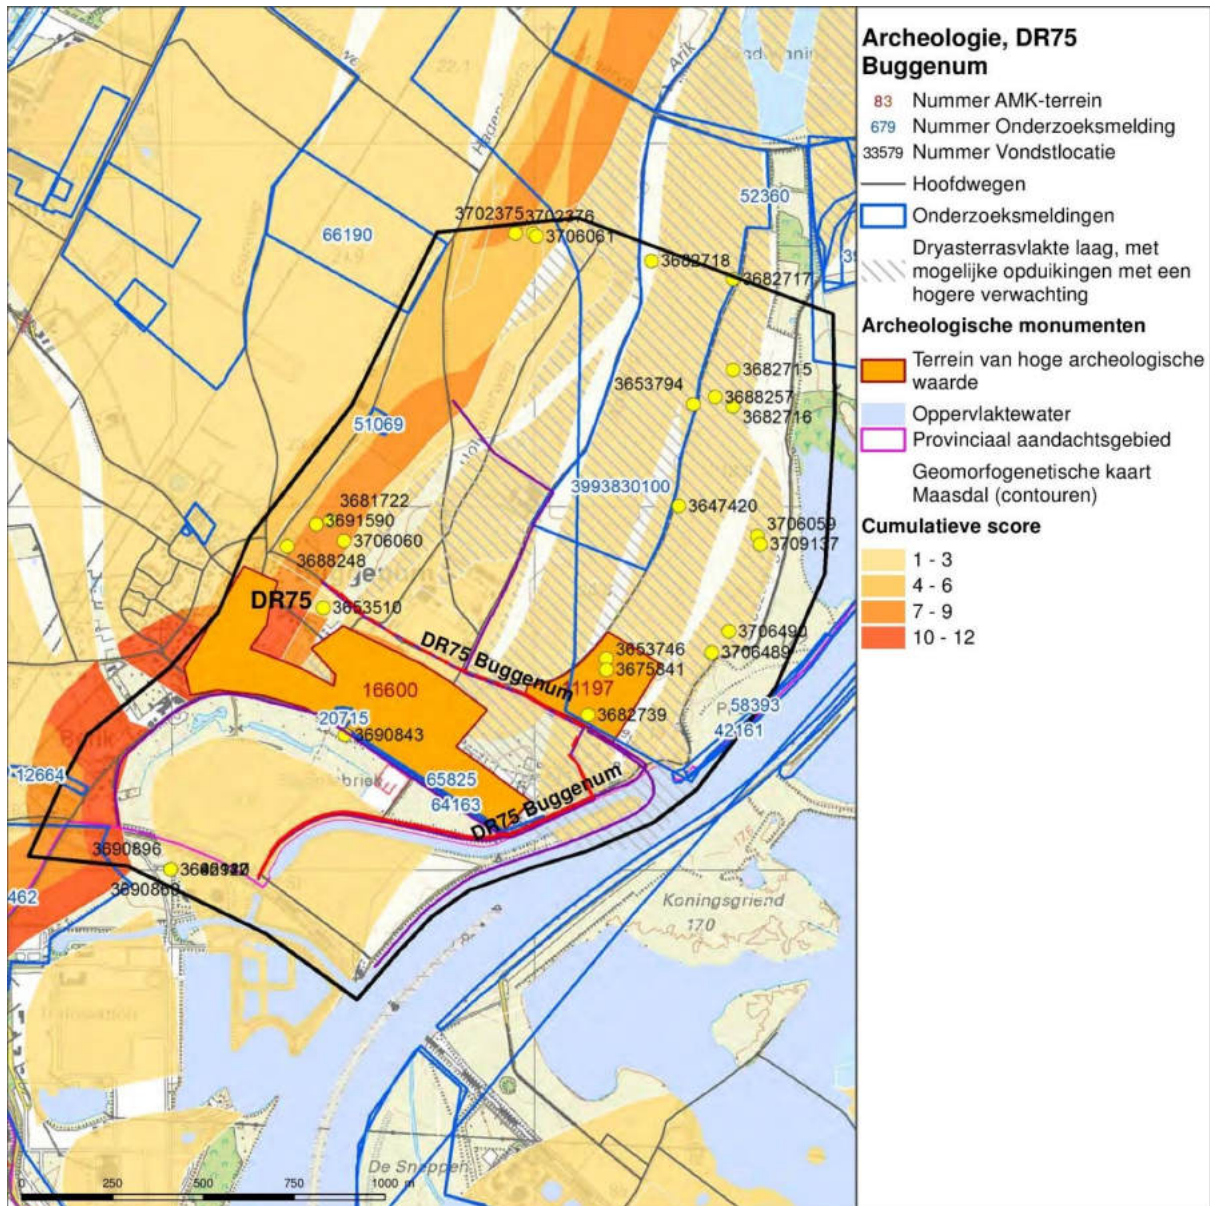 Archeologie, DR75
Buggenum
83 Nummer AMK-terrein
679 Nummer Onderzoeksmelding
33579 Nummer Vondstlocatie
Hoofdwegen
Onderzoeksmeldingen
Dryasterrasvlakte laag, met
mogelijke opduikingen met een
hogere verwachting
Archeologische monumenten
Terrein van hoge archeologische
waarde
Oppervlaktewater
Provinciaal aandachtsgebied
Geomorfogenetische kaart
Maasdal (contouren)
Cumulatieve score
1 - 3
4 - 6
7 - 9
10 - 12
Arik
52360
3702375 3702376
66190
3706061
3682718
3682717
3682715
3653794
3688257
3682716
51069
3993830100
3681722
3647420
3691590
3706059
3706060
3709137
3688248
Buggenum
DR75
3653510
3706490
DR75 Buggenum
3653746
3706489
3675841
16600
11197
58393
20715
3682739
42161
3690843
12664
65825
64163
DR75 Buggenum
3690896
462
Koningsgriend
170
De Sneppen
0 250 500 750 1000 m